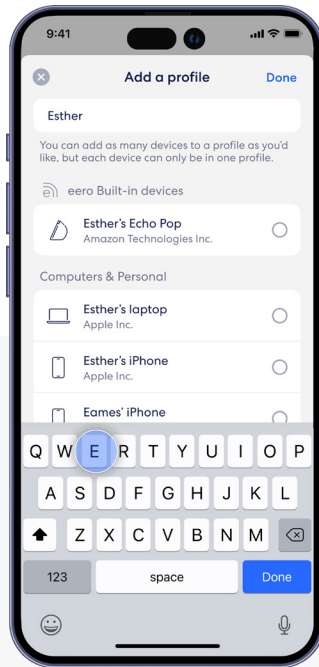 9:41
Add a profile
Done
Esther
You can add as many devices to a profile as you'd
like, but each device can only be in one profile.
eero Built-in devices
Esther's Echo Pop
Amazon Technologies Inc.
Computers & Personal
Esther's laptop
Apple Inc.
Esther's iPhone
Apple Inc.
Eames' iPhone
Q W E R T Y U I O P
A S D F G H J K L
Z X C V B N M
123 space Done